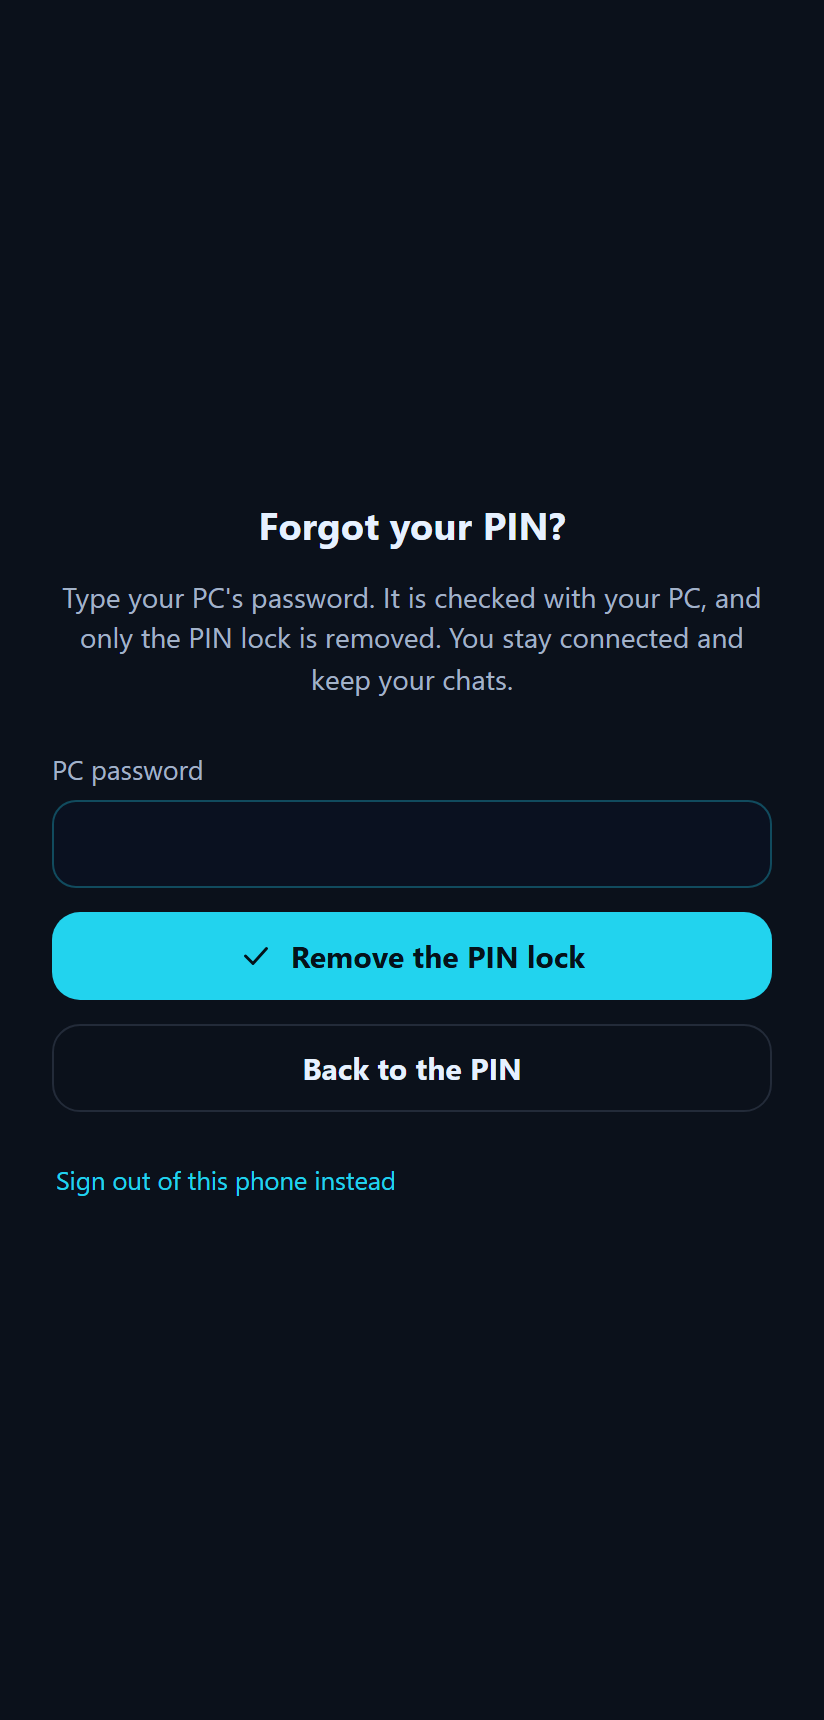 Forgot your PIN?
Type your PC's password. It is checked with your PC, and
only the PIN lock is removed. You stay connected and
keep your chats.
PC password
Remove the PIN lock
Back to the PIN
Sign out of this phone instead